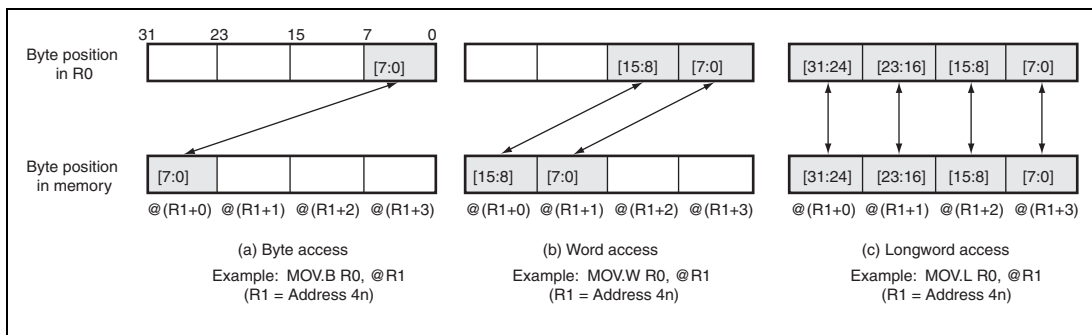 31 23 15 7 0
Byte position
in R0
[7:0]
[15:8] [7:0]
[31:24] [23:16] [15:8] [7:0]
Byte position
in memory
[7:0]
[15:8] [7:0]
[31:24] [23:16] [15:8] [7:0]
@(R1+0) @(R1+1) @(R1+2) @(R1+3)
@(R1+0) @(R1+1) @(R1+2) @(R1+3)
@(R1+0) @(R1+1) @(R1+2) @(R1+3)
(a) Byte access
Example: MOV.B R0, @R1
(R1 = Address 4n)
(b) Word access
Example: MOV.W R0, @R1
(R1 = Address 4n)
(c) Longword access
Example: MOV.L R0, @R1
(R1 = Address 4n)